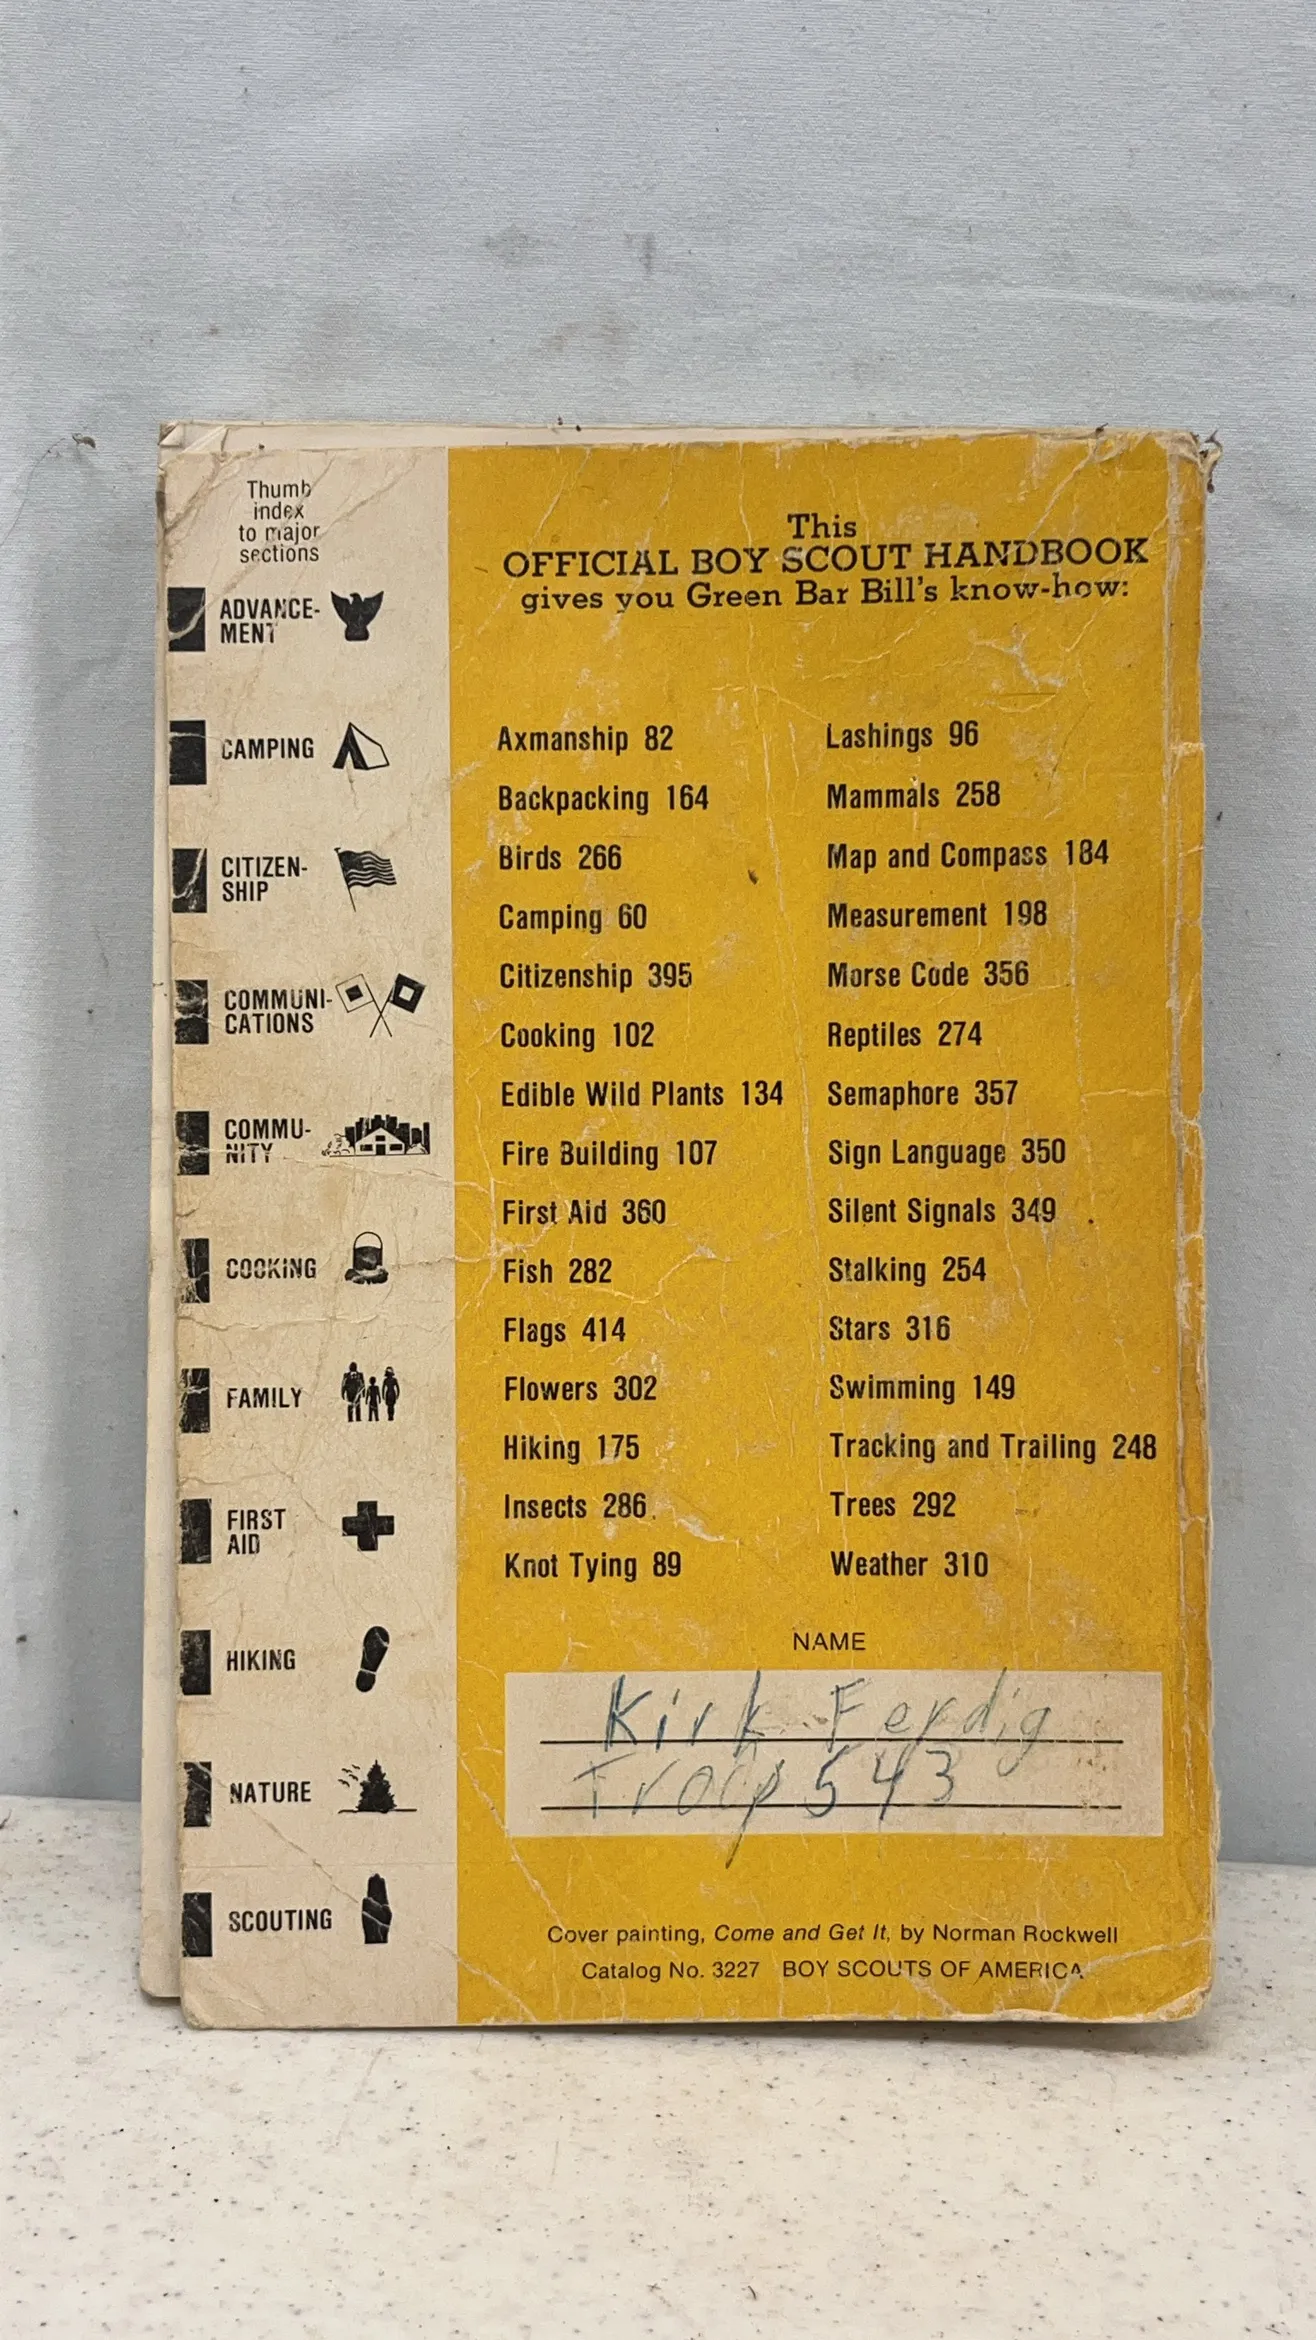 Thumb
index
to major
sections
ADVANCE-
MENT
CAMPING
CITIZEN-
SHIP
COMMUNI-
CATIONS
COMMU-
NITY
COOKING
FAMILY
FIRST
AID
HIKING
NATURE
SCOUTING
This
OFFICIAL BOY SCOUT HANDBOOK
gives you Green Bar Bill's know-how:
Axmanship 82
Backpacking 164
Birds 266
Camping 60
Citizenship 395
Cooking 102
Edible Wild Plants 134
Fire Building 107
First Aid 360
Fish 282
Flags 414
Flowers 302
Hiking 175
Insects 286
Knot Tying 89
Lashings 96
Mammals 258
Map and Compass 184
Measurement 198
Morse Code 356
Reptiles 274
Semaphore 357
Sign Language 350
Silent Signals 349
Stalking 254
Stars 316
Swimming 149
Tracking and Trailing 248
Trees 292
Weather 310
NAME
Kirk Ferdig
Troop 543
Cover painting, Come and Get It, by Norman Rockwell
Catalog No. 3227 BOY SCOUTS OF AMERICA